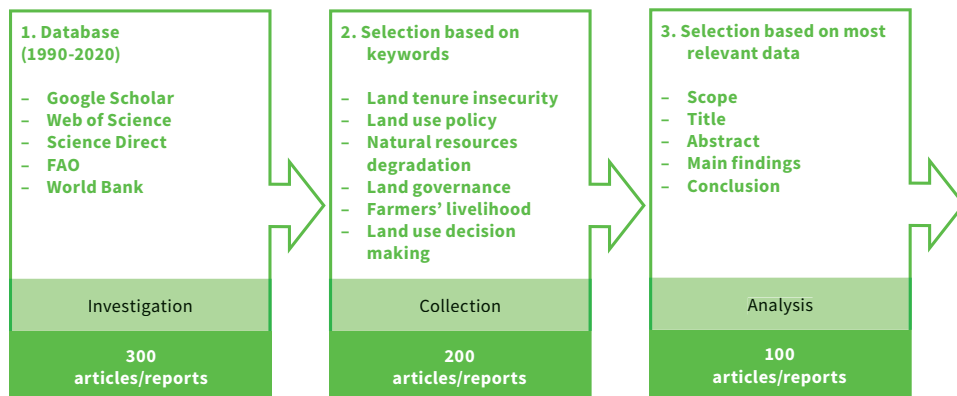 1. Database
(1990-2020)
– Google Scholar
– Web of Science
– Science Direct
– FAO
– World Bank
Investigation
300
articles/reports
2. Selection based on
keywords
– Land tenure insecurity
– Land use policy
– Natural resources
degradation
– Land governance
– Farmers’ livelihood
– Land use decision
making
Collection
200
articles/reports
3. Selection based on most
relevant data
– Scope
– Title
– Abstract
– Main findings
– Conclusion
Analysis
100
articles/reports